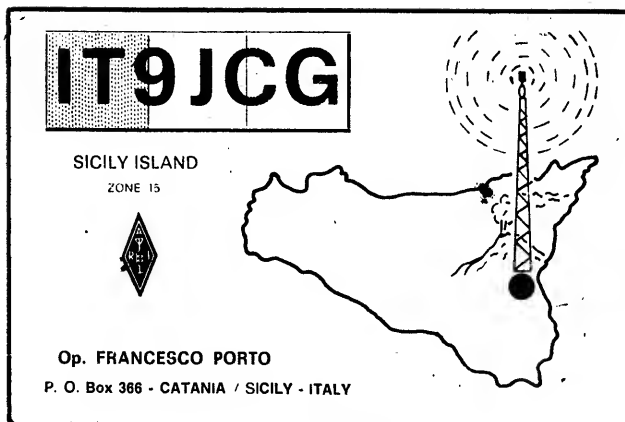 IT9JCG
SICILY ISLAND
ZONE 15
Op. FRANCESCO PORTO
P. O. Box 366 - CATANIA / SICILY - ITALY